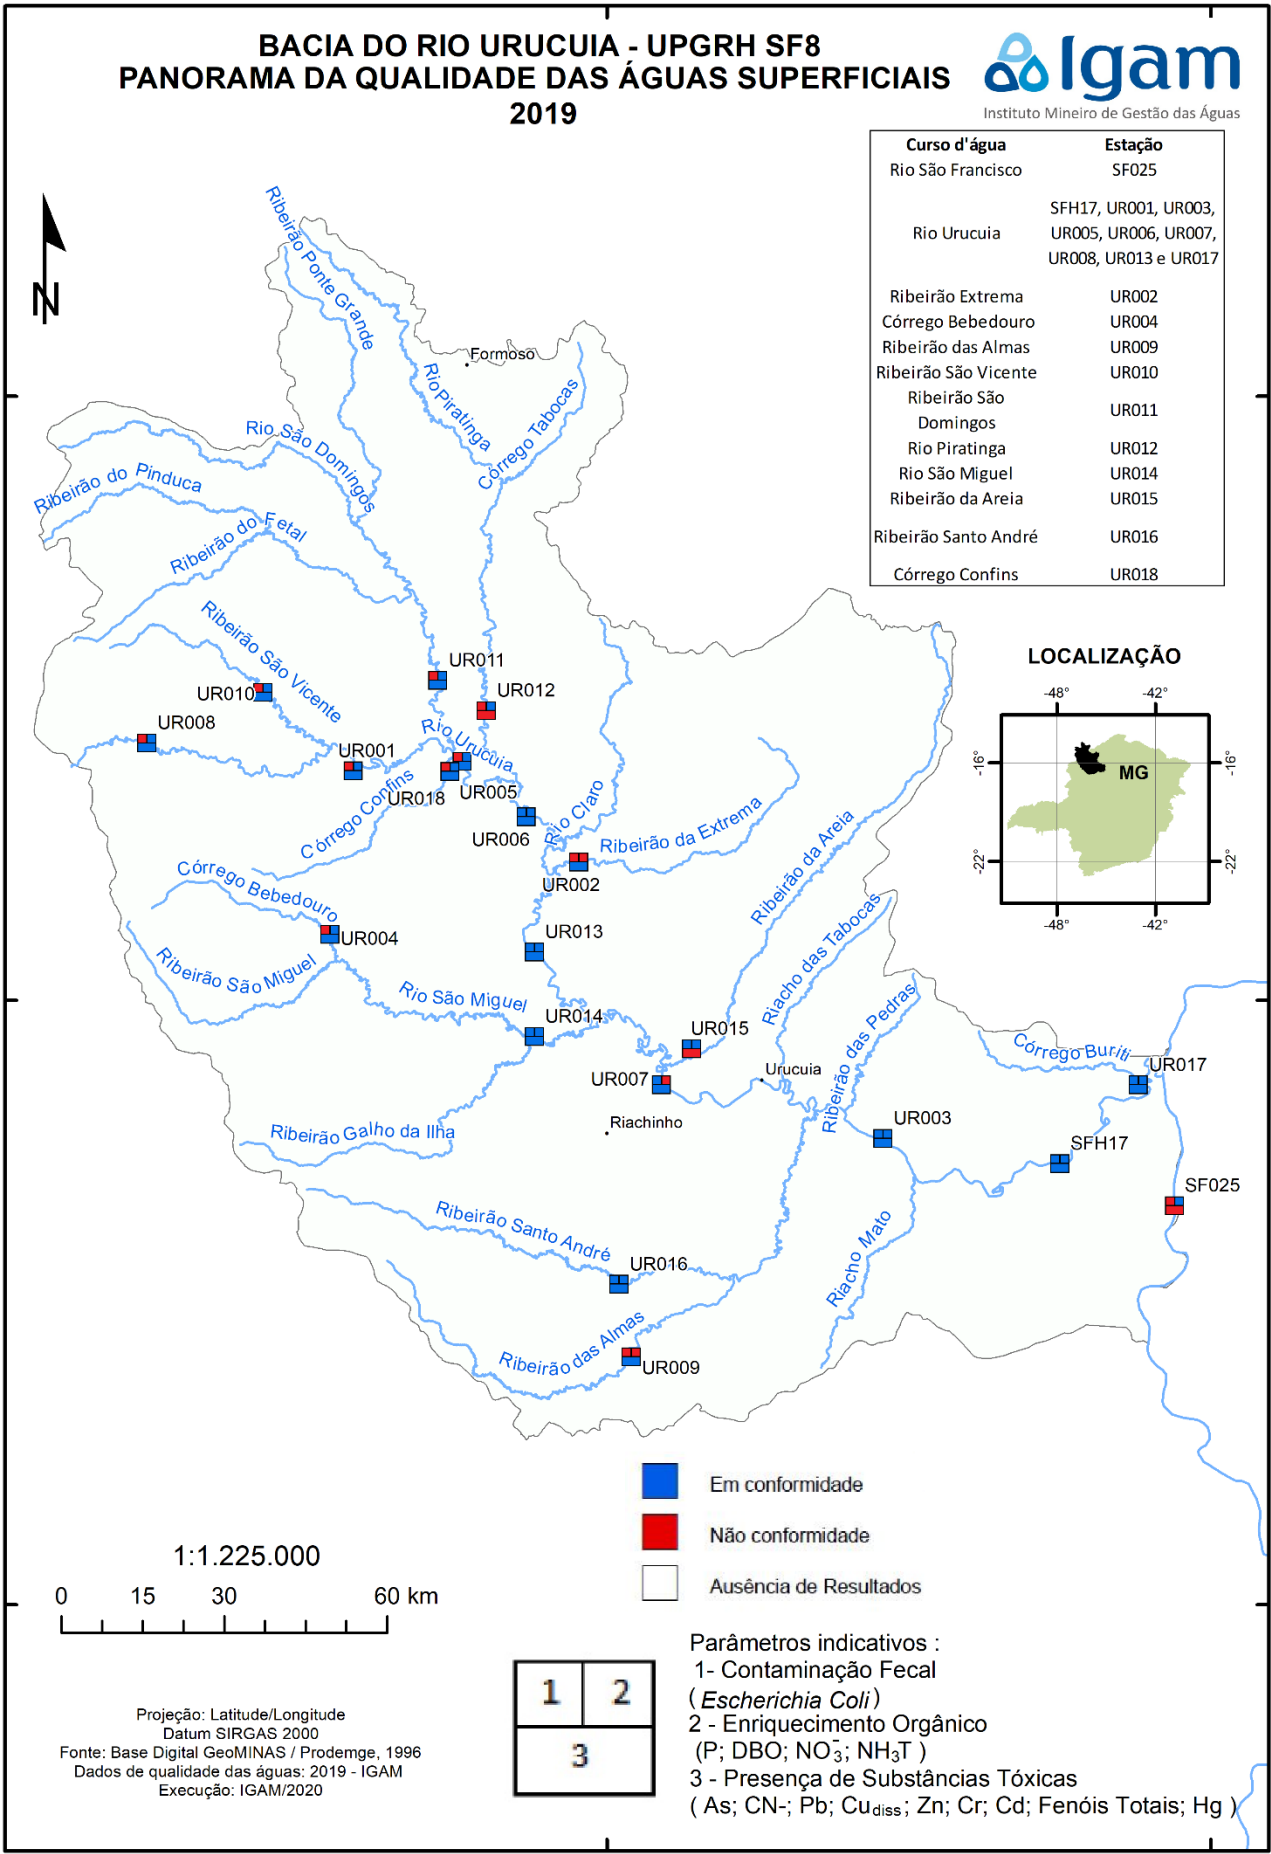 BACIA DO RIO URUCUIA - UPGRH SF8
PANORAMA DA QUALIDADE DAS ÁGUAS SUPERFICIAIS
2019
Igam
Instituto Mineiro de Gestão das Águas
Curso d'água Estação
Rio São Francisco SF025
Rio Urucuia SFH17, UR001, UR003,
UR005, UR006, UR007,
UR008, UR013 e UR017
Ribeirão Extrema UR002
Córrego Bebedouro UR004
Ribeirão das Almas UR009
Ribeirão São Vicente UR010
Ribeirão São
Domingos UR011
Rio Piratinga UR012
Rio São Miguel UR014
Ribeirão da Areia UR015
Ribeirão Santo André UR016
Córrego Confins UR018
N
Ribeirão Ponte Grande
Formoso
Rio Piratinga
Córrego Tabocas
Rio São Domingos
Ribeirão do Pinduca
Ribeirão do Fetal
Ribeirão São Vicente
UR011
UR010
UR012
UR008
Rio Urucuia
UR001
UR018
UR005
Córrego Confins
UR006
Rio Claro
Ribeirão da Extrema
UR002
Ribeirão da Areia
Córrego Bebedouro
UR004
UR013
Ribeirão São Miguel
Rio São Miguel
UR014
Riacho das Tabocas
Ribeirão das Pedras
UR015
Córrego Buriti
UR017
UR007
Urucuia
Riachinho
UR003
Ribeirão Galho da Ilha
SFH17
SF025
Ribeirão Santo André
UR016
Riacho Mato
Ribeirão das Almas
UR009
LOCALIZAÇÃO
-48° -42°
-16° MG -16°
-22° -22°
-48° -42°
Em conformidade
Não conformidade
Ausência de Resultados
1:1.225.000
0 15 30 60 km
Projeção: Latitude/Longitude
Datum SIRGAS 2000
Fonte: Base Digital GeoMINAS / Prodemge, 1996
Dados de qualidade das águas: 2019 - IGAM
Execução: IGAM/2020
1 2
3
Parâmetros indicativos :
1- Contaminação Fecal
( Escherichia Coli )
2 - Enriquecimento Orgânico
(P; DBO; NO3-; NH3T )
3 - Presença de Substâncias Tóxicas
( As; CN-; Pb; Cudiss; Zn; Cr; Cd; Fenóis Totais; Hg )